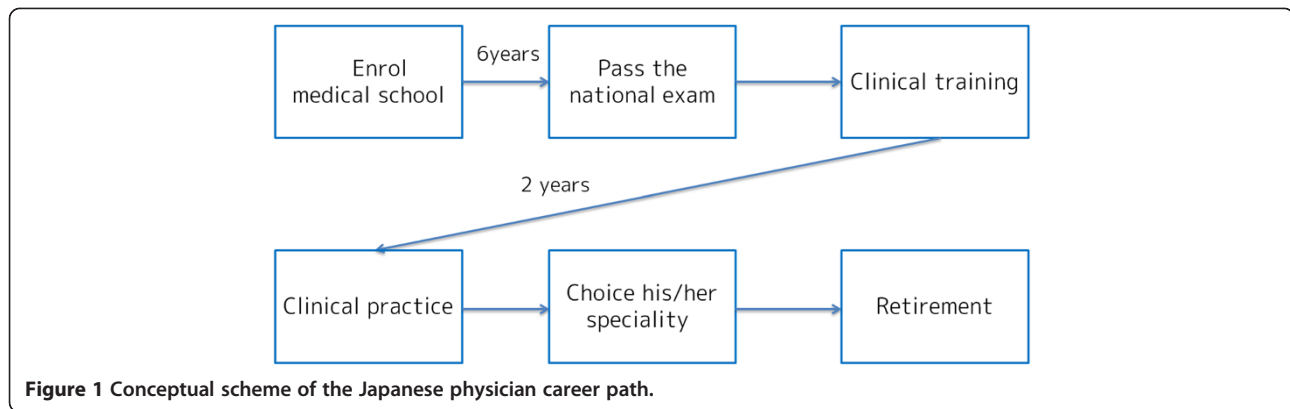 Enrol
medical school
6years
Pass the
national exam
Clinical training
2 years
Clinical practice
Choice his/her
speciality
Retirement
Figure 1 Conceptual scheme of the Japanese physician career path.